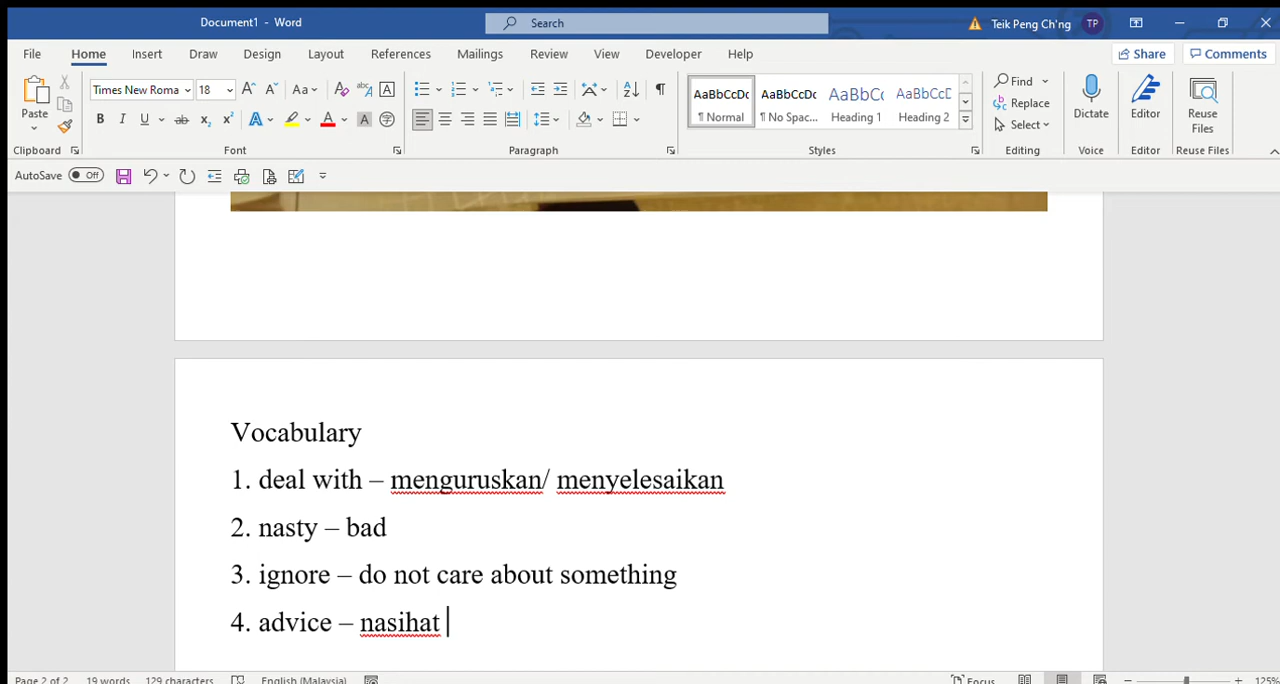 Document1 - Word
Search
Teik Peng Ch'ng
TP
File Home Insert Draw Design Layout References Mailings Review View Developer Help
Share Comments
Paste
Times New Roma 18
Aa
AaBbCcDc AaBbCcDc AaBbCc AaBbCcC
¶ Normal ¶ No Spac... Heading 1 Heading 2
Find
Replace
Select
Dictate
Editor
Reuse Files
Clipboard Font Paragraph Styles Editing Voice Editor Reuse Files
AutoSave Off
Vocabulary
1. deal with – menguruskan/ menyelesaikan
2. nasty – bad
3. ignore – do not care about something
4. advice – nasihat
Page 2 of 2 19 words 129 characters English (Malaysia) Focus 125%